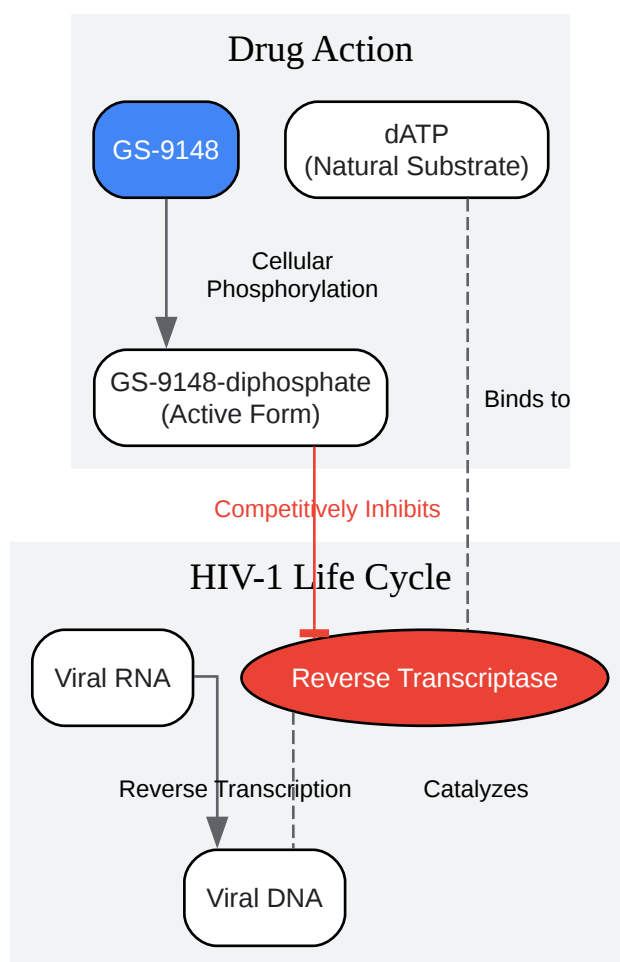 Drug Action
GS-9148
dATP
(Natural Substrate)
Cellular
Phosphorylation
GS-9148-diphosphate
(Active Form)
Binds to
Competitively Inhibits
HIV-1 Life Cycle
Viral RNA
Reverse Transcriptase
Reverse Transcription
Catalyzes
Viral DNA